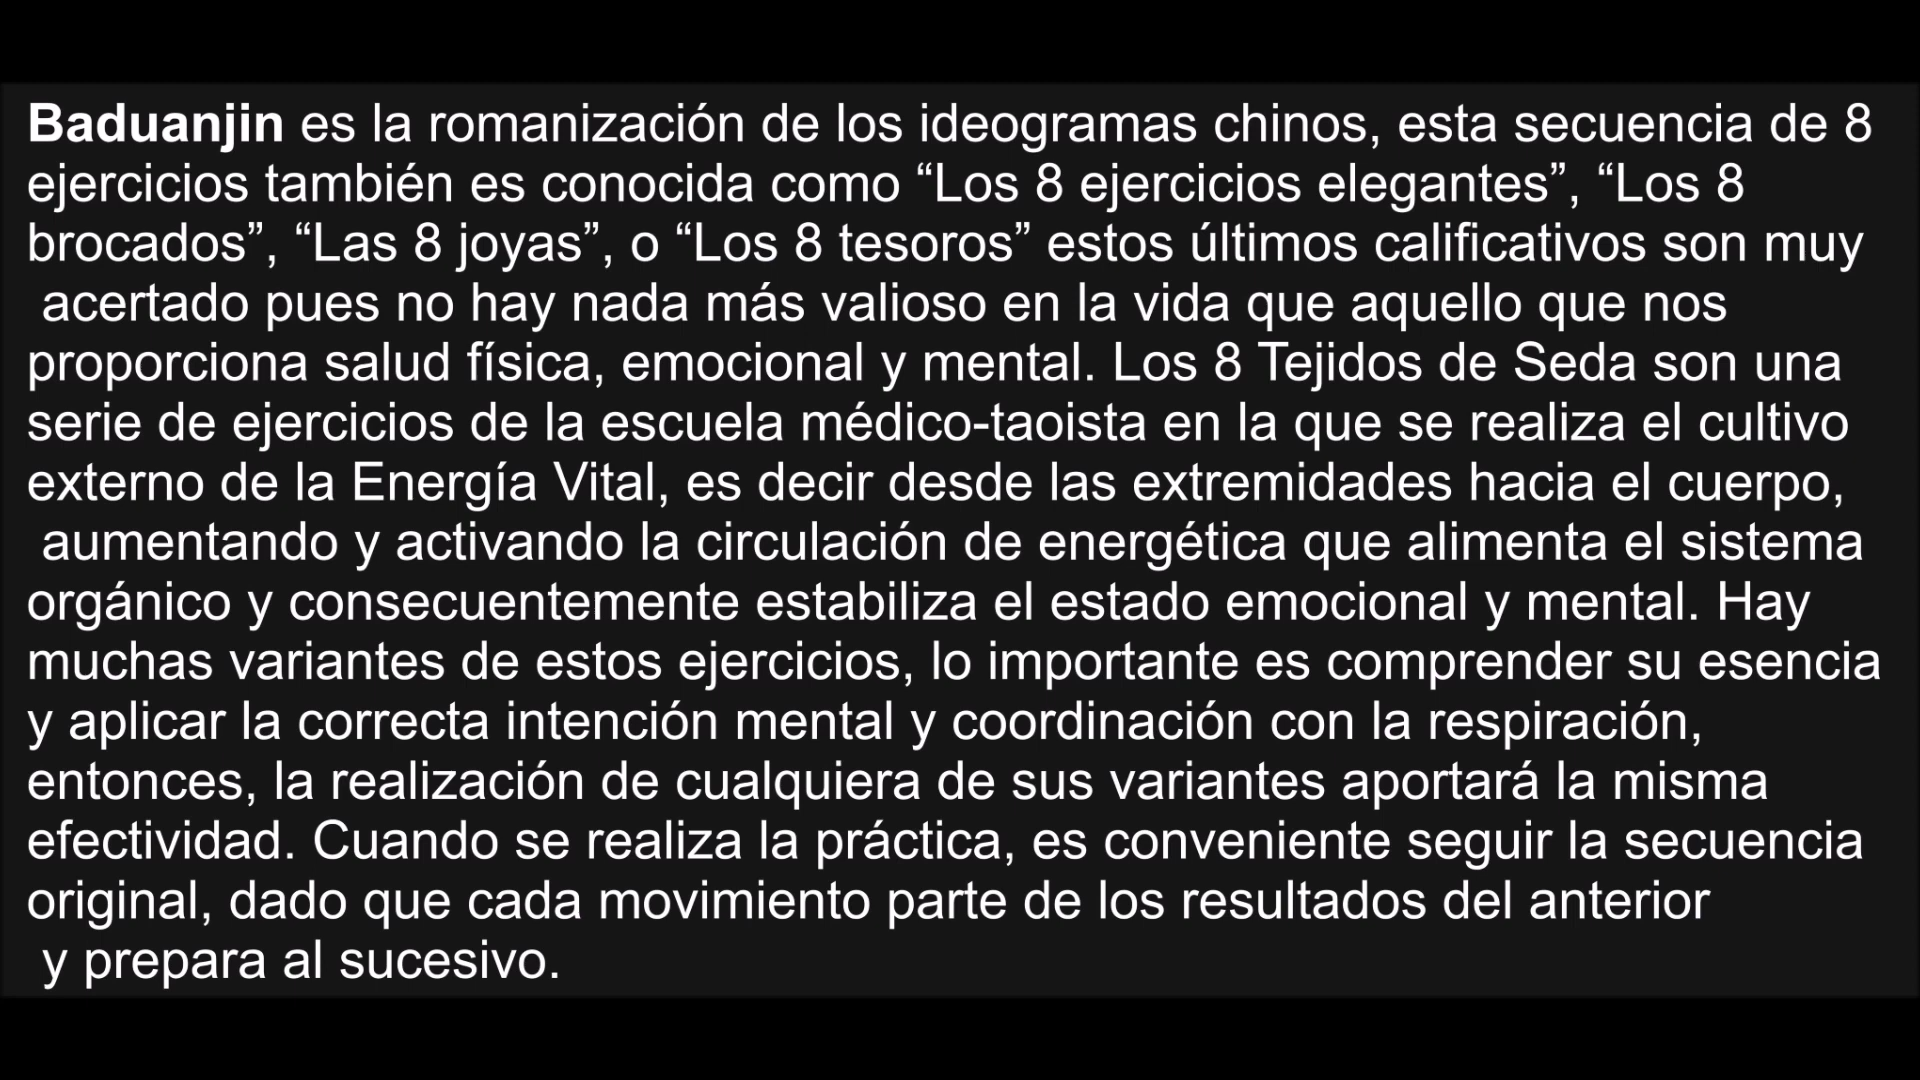 Baduanjin es la romanización de los ideogramas chinos, esta secuencia de 8
ejercicios también es conocida como “Los 8 ejercicios elegantes”, “Los 8
brocados”, “Las 8 joyas”, o “Los 8 tesoros” estos últimos calificativos son muy
acertado pues no hay nada más valioso en la vida que aquello que nos
proporciona salud física, emocional y mental. Los 8 Tejidos de Seda son una
serie de ejercicios de la escuela médico-taoista en la que se realiza el cultivo
externo de la Energía Vital, es decir desde las extremidades hacia el cuerpo,
aumentando y activando la circulación de energética que alimenta el sistema
orgánico y consecuentemente estabiliza el estado emocional y mental. Hay
muchas variantes de estos ejercicios, lo importante es comprender su esencia
y aplicar la correcta intención mental y coordinación con la respiración,
entonces, la realización de cualquiera de sus variantes aportará la misma
efectividad. Cuando se realiza la práctica, es conveniente seguir la secuencia
original, dado que cada movimiento parte de los resultados del anterior
y prepara al sucesivo.